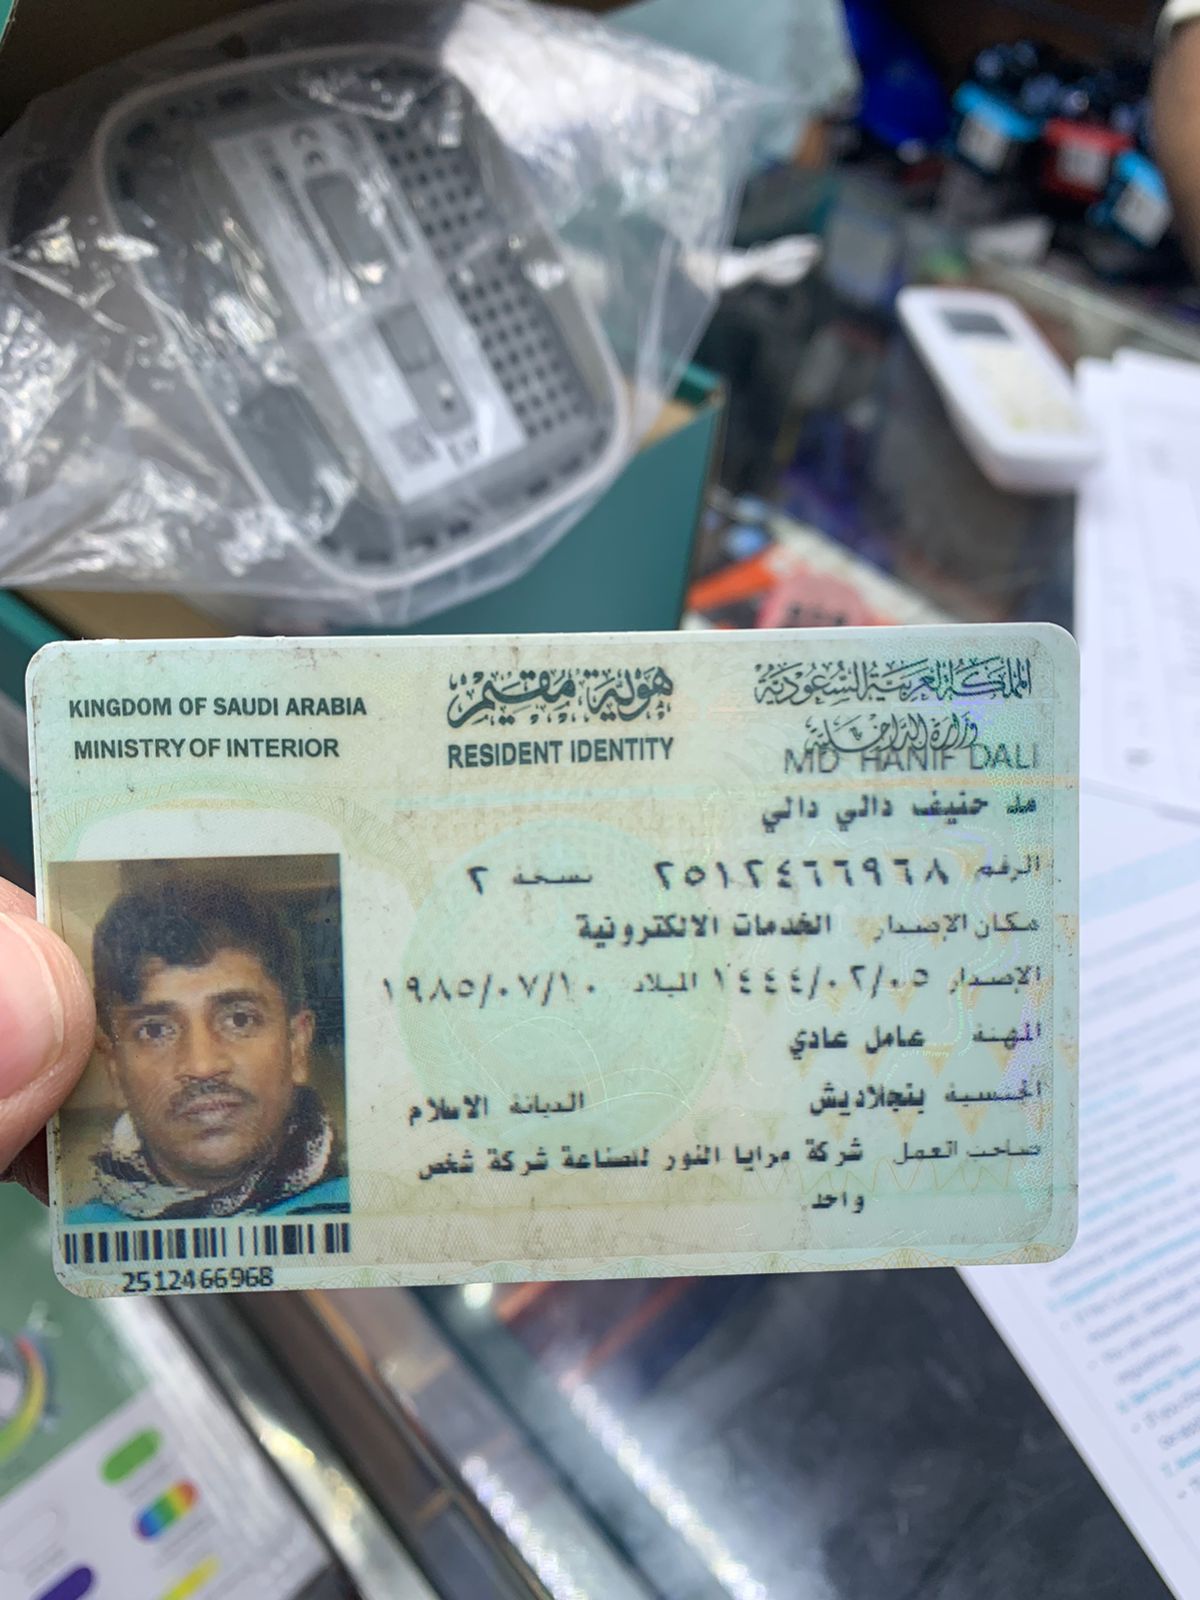 KINGDOM OF SAUDI ARABIA
MINISTRY OF INTERIOR
هوية مقيم
RESIDENT IDENTITY
المملكة العربية السعودية
وزارة الداخلية
MD HANIF DALI
مد حنيف دالي دالي
الرقم ٢٥١٢٤٦٦٩٦٨ نسخة ٢
مكان الإصدار الخدمات الالكترونية
الإصدار ١٤٤٤/٠٢/٠٥ الميلاد ١٩٨٥/٠٧/١٠
المهنة عامل عادي
الجنسية بنجلاديش الديانة الاسلام
صاحب العمل شركة مرايا النور للصناعة شركة شخص
واحد
2512466968